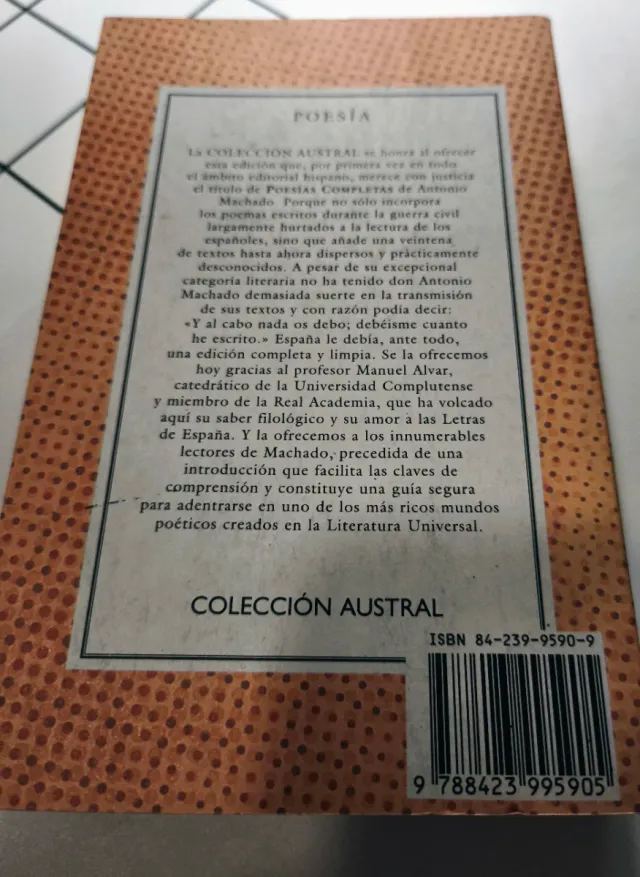 POESÍA
La COLECCIÓN AUSTRAL se honra al ofrecer
esta edición que, por primera vez en todo
el ámbito editorial hispano, merece con justicia
el título de POESÍAS COMPLETAS de Antonio
Machado. Porque no sólo incorpora
los poemas escritos durante la guerra civil
largamente hurtados a la lectura de los
españoles, sino que añade una veintena
de textos hasta ahora dispersos y prácticamente
desconocidos. A pesar de su excepcional
categoría literaria no ha tenido don Antonio
Machado demasiada suerte en la transmisión
de sus textos y con razón podía decir:
«Y al cabo nada os debo; debéisme cuanto
he escrito.» España le debía, ante todo,
una edición completa y limpia. Se la ofrecemos
hoy gracias al profesor Manuel Alvar,
catedrático de la Universidad Complutense
y miembro de la Real Academia, que ha volcado
aquí su saber filológico y su amor a las Letras
de España. Y la ofrecemos a los innumerables
lectores de Machado, precedida de una
introducción que facilita las claves de
comprensión y constituye una guía segura
para adentrarse en uno de los más ricos mundos
poéticos creados en la Literatura Universal.
COLECCIÓN AUSTRAL
ISBN 84-239-9590-9
9 788423 995905